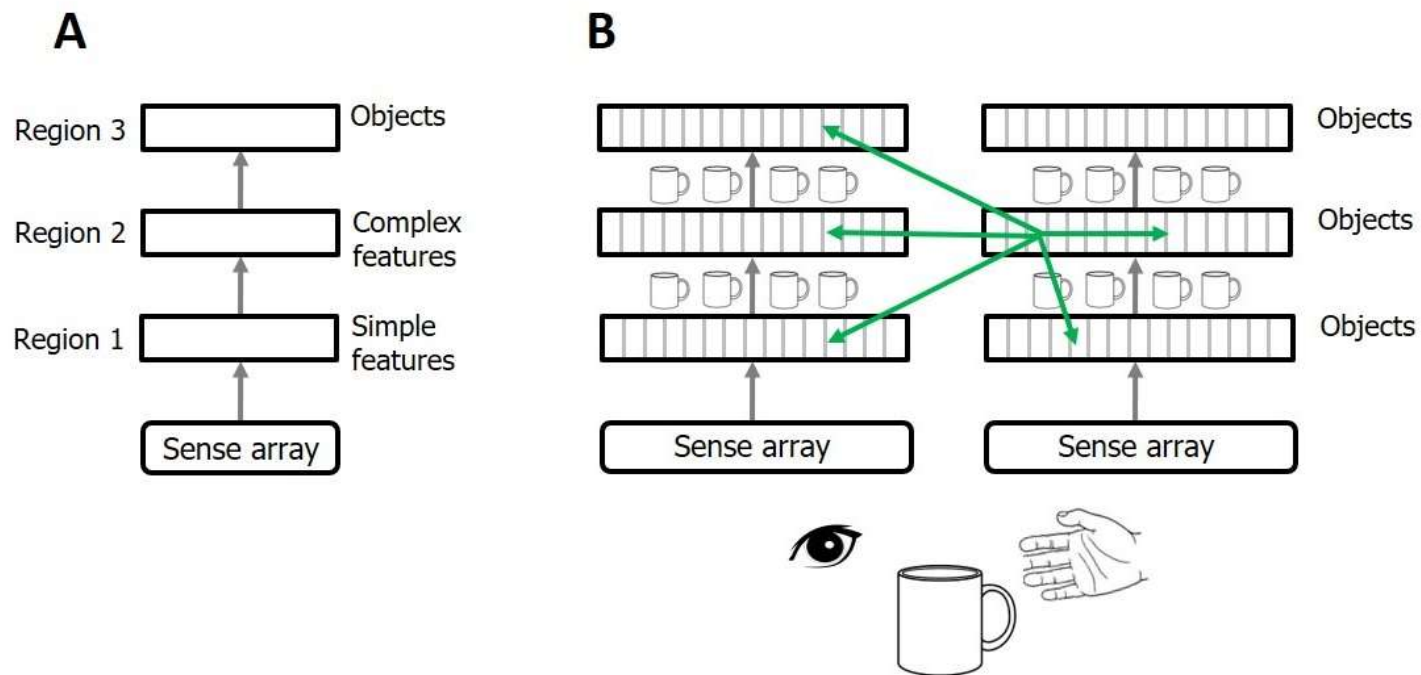 A
B
Region 3
Objects
Region 2
Complex
features
Region 1
Simple
features
Sense array
Objects
Objects
Objects
Sense array
Sense array